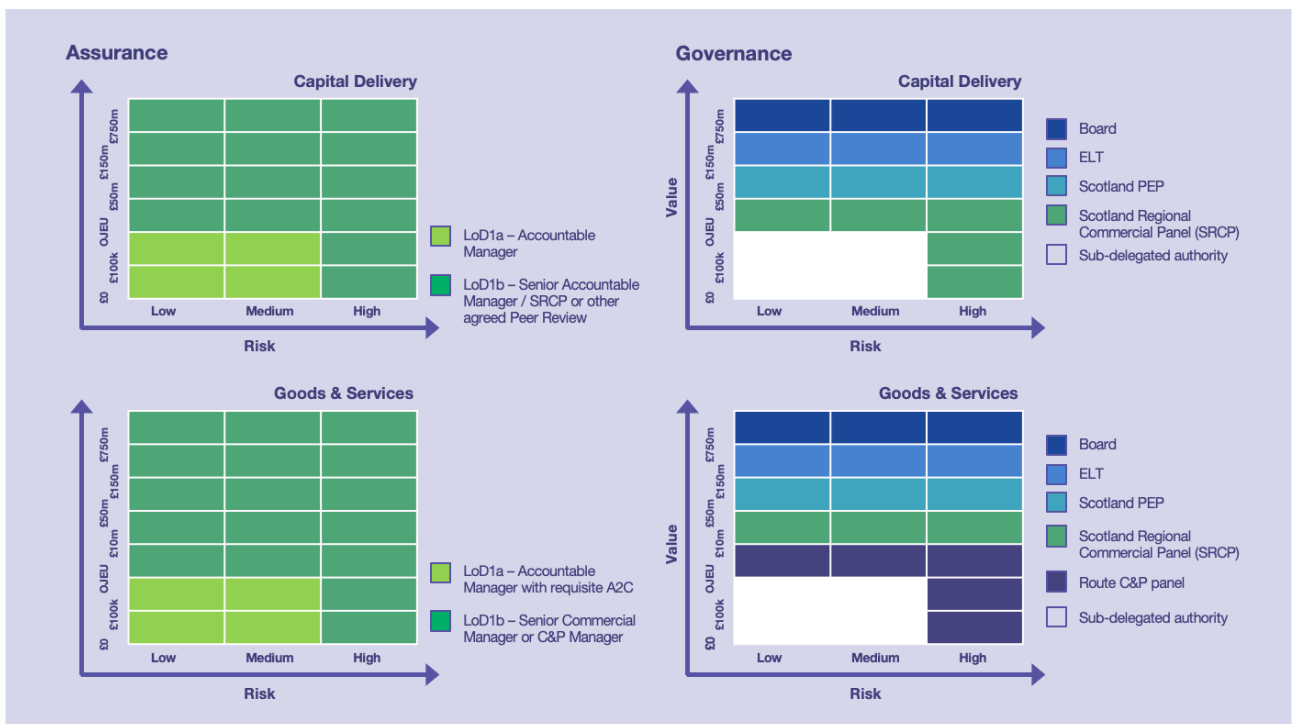 Assurance
Capital Delivery
£750m
£150m
£50m
OJEU
£100k
£0
Low
Medium
High
Risk
LoD1a – Accountable
Manager
LoD1b – Senior Accountable
Manager / SRCP or other
agreed Peer Review
Governance
Capital Delivery
Value
£750m
£150m
£50m
OJEU
£100k
£0
Low
Medium
High
Risk
Board
ELT
Scotland PEP
Scotland Regional
Commercial Panel (SRCP)
Sub-delegated authority
Goods & Services
£750m
£150m
£50m
£10m
OJEU
£100k
£0
Low
Medium
High
Risk
LoD1a – Accountable
Manager with requisite A2C
LoD1b – Senior Commercial
Manager or C&P Manager
Goods & Services
Value
£750m
£150m
£50m
£10m
OJEU
£100k
£0
Low
Medium
High
Risk
Board
ELT
Scotland PEP
Scotland Regional
Commercial Panel (SRCP)
Route C&P panel
Sub-delegated authority